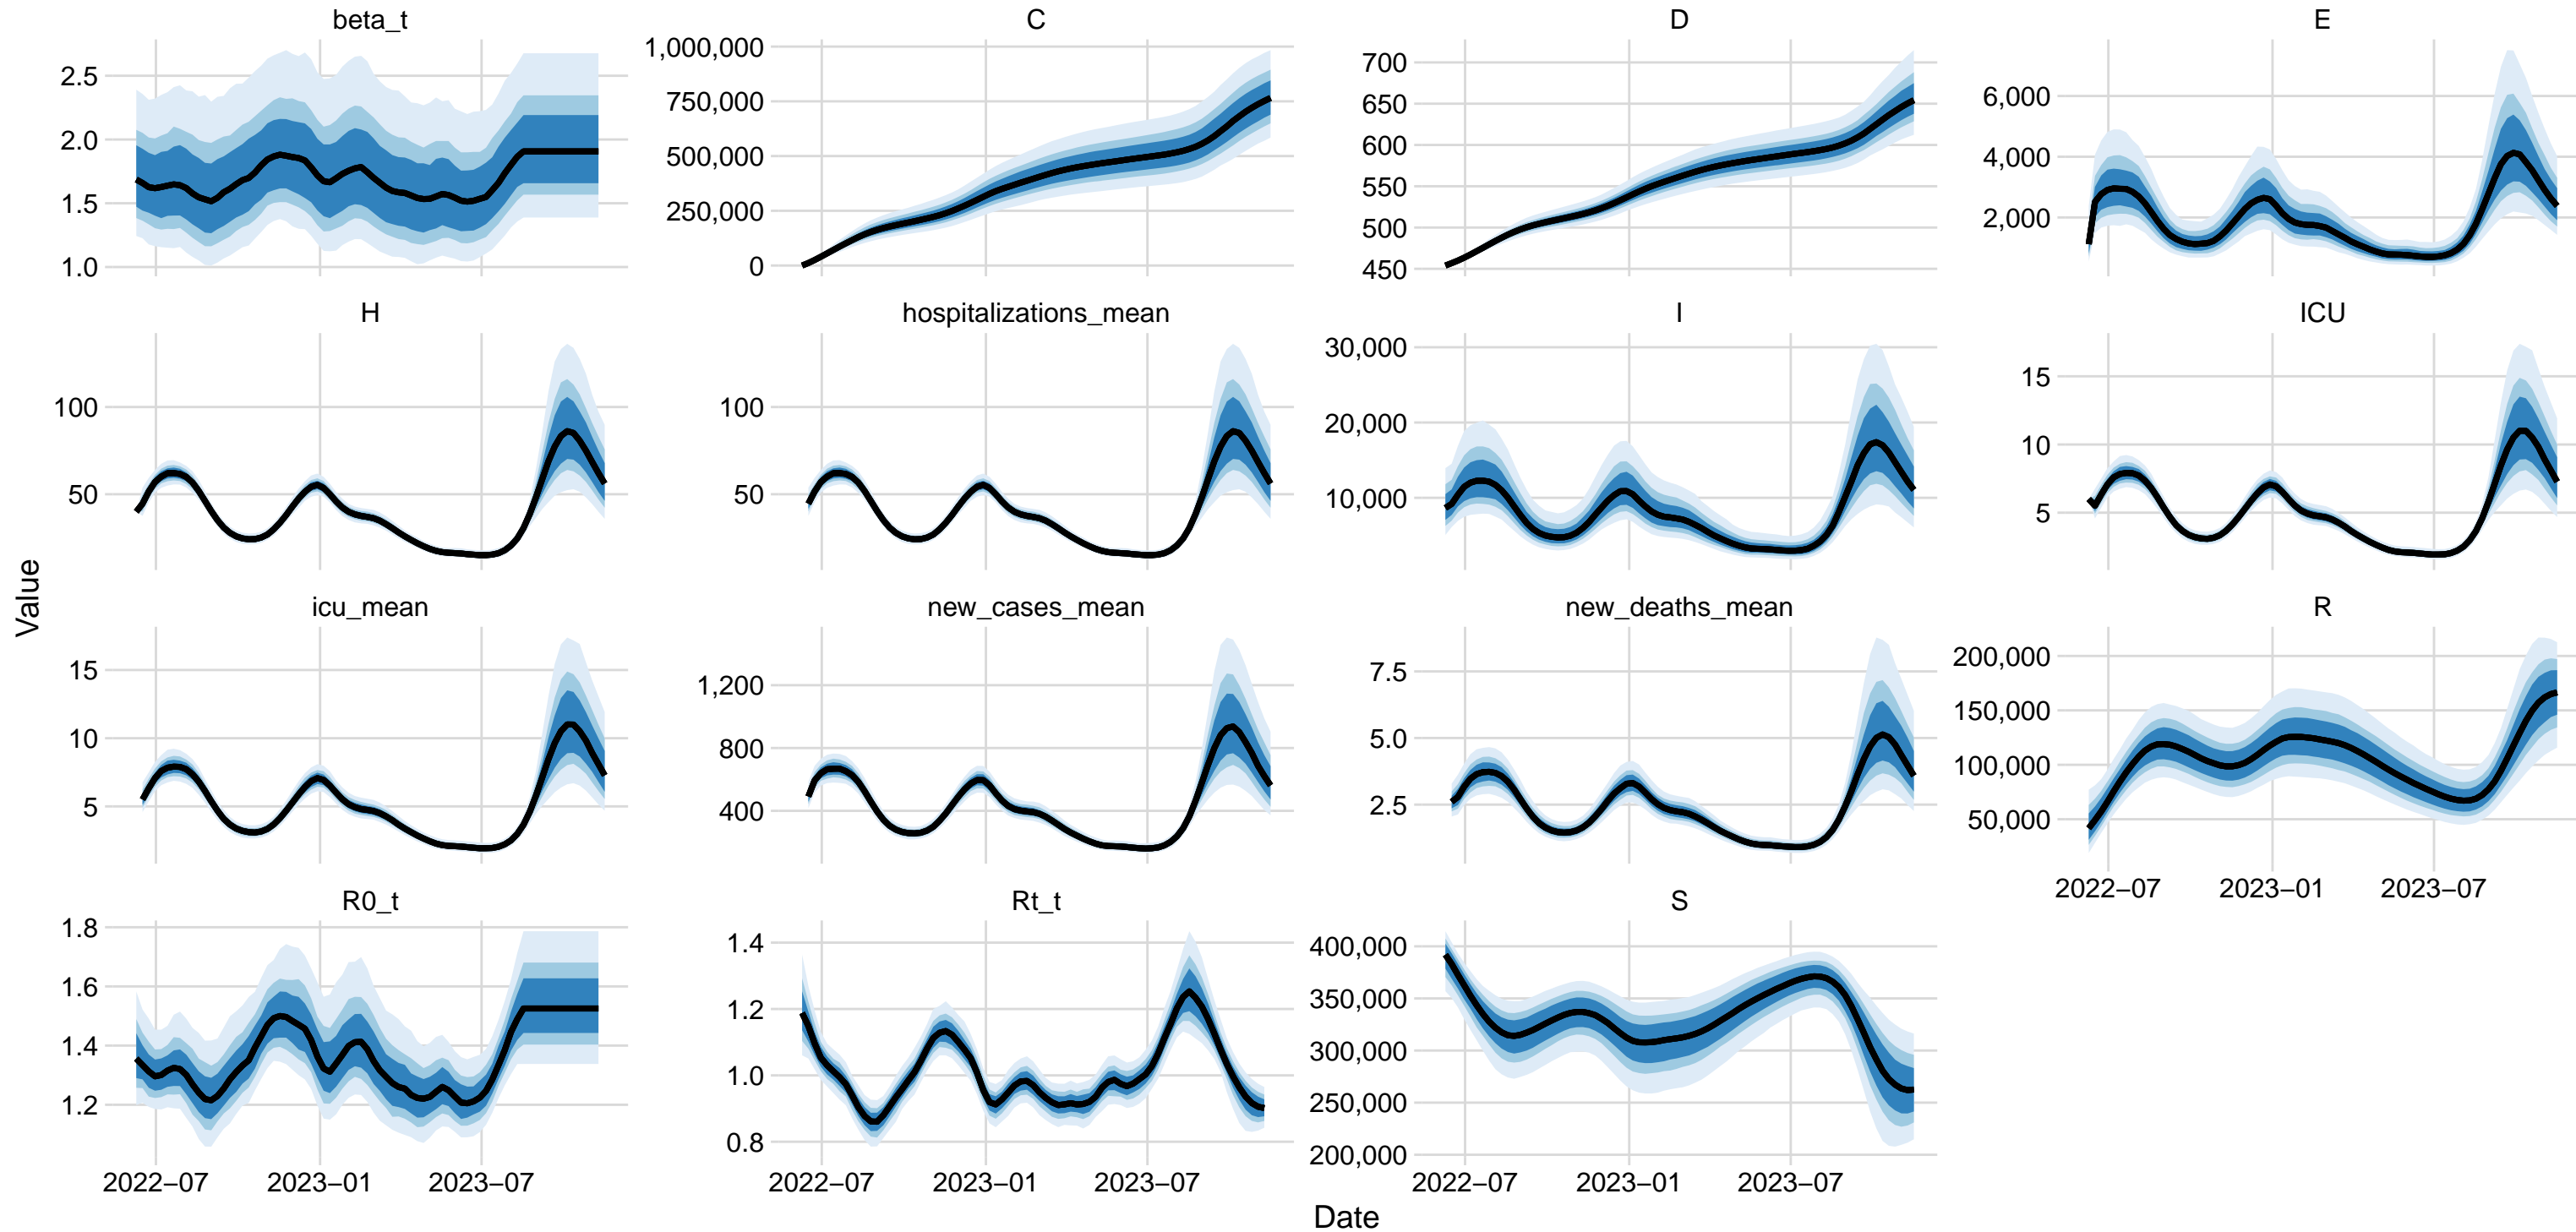 beta_t
2.5
2.0
1.5
1.0
C
1,000,000
750,000
500,000
250,000
0
D
700
650
600
550
500
450
E
6,000
4,000
2,000
H
100
50
hospitalizations_mean
100
50
I
30,000
20,000
10,000
ICU
15
10
5
Value
icu_mean
15
10
5
new_cases_mean
1,200
800
400
new_deaths_mean
7.5
5.0
2.5
R
200,000
150,000
100,000
50,000
2022–07 2023–01 2023–07
R0_t
1.8
1.6
1.4
1.2
2022–07 2023–01 2023–07
Rt_t
1.4
1.2
1.0
0.8
2022–07 2023–01 2023–07
S
400,000
350,000
300,000
250,000
200,000
2022–07 2023–01 2023–07
Date